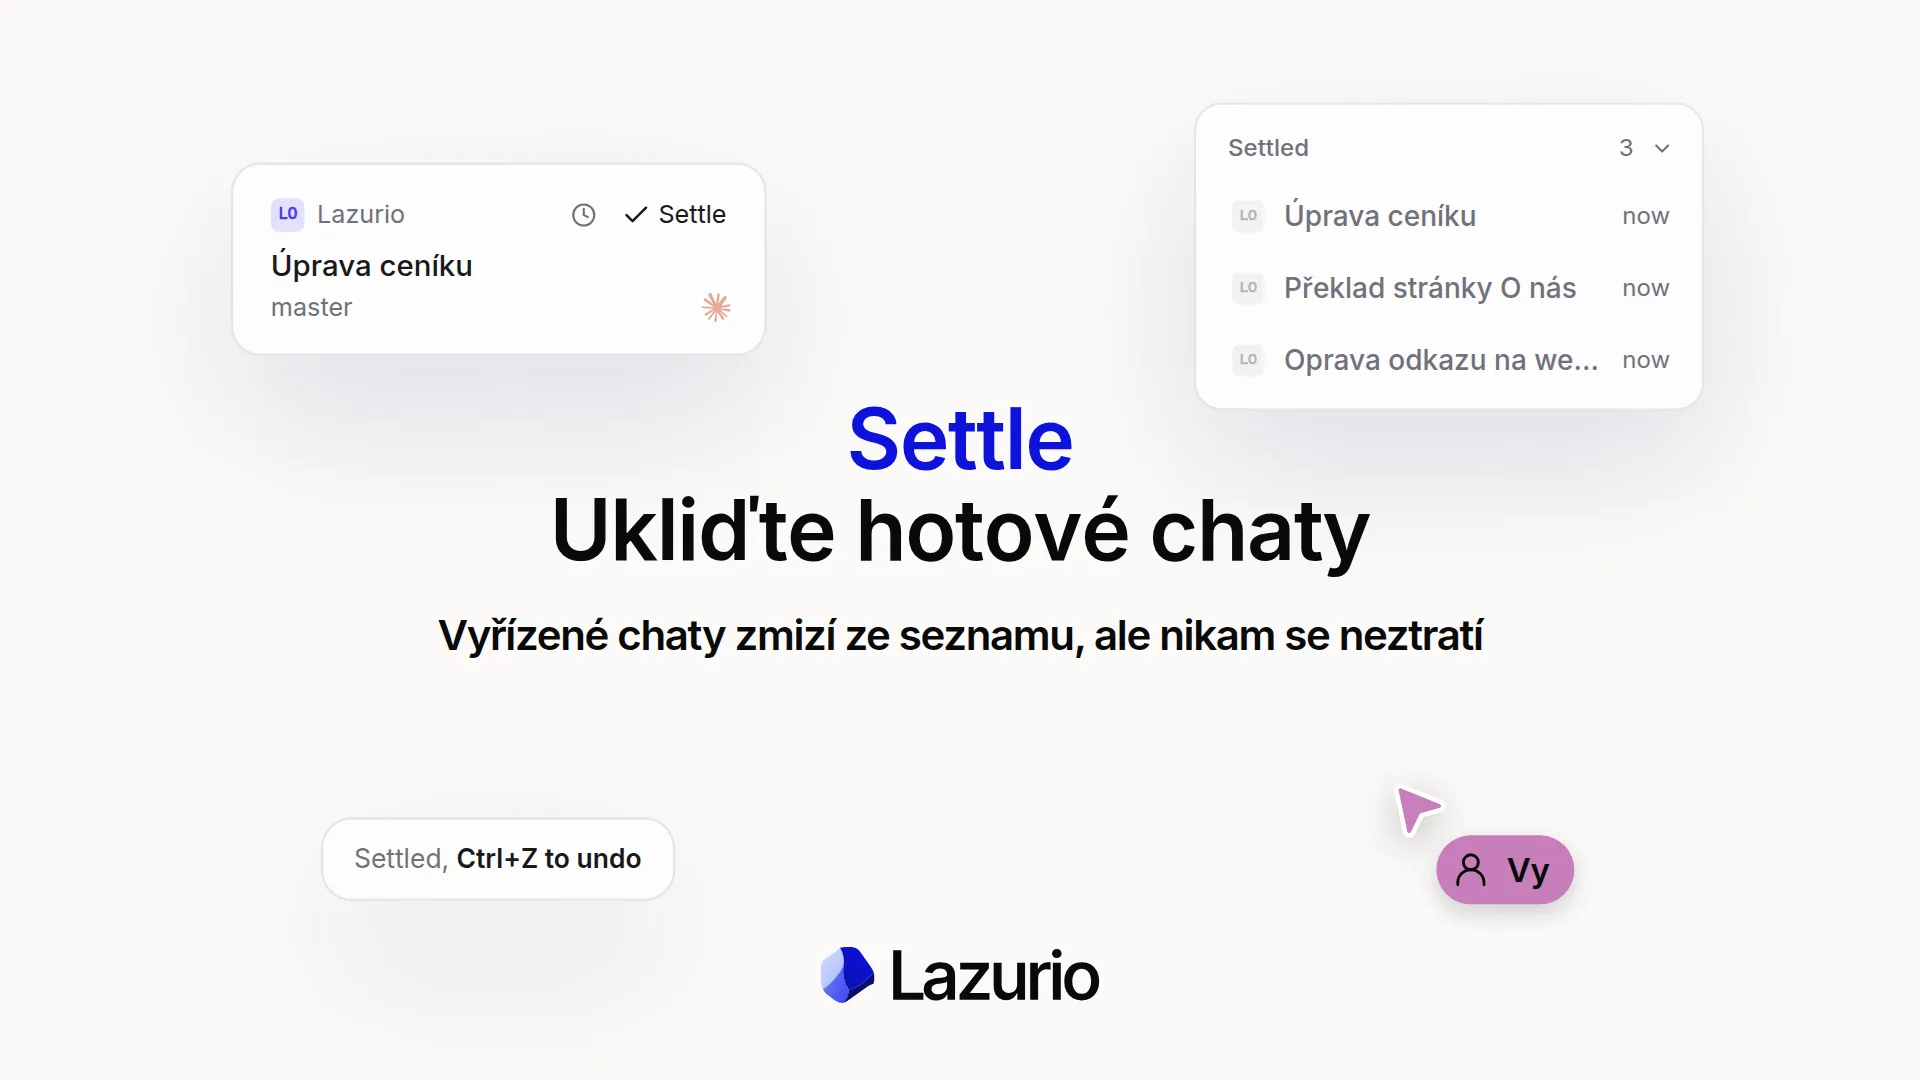 LO Lazurio Settle
Úprava ceníku
master
Settled 3
LO Úprava ceníku now
LO Překlad stránky O nás now
LO Oprava odkazu na we... now
Settle
Ukliďte hotové chaty
Vyřízené chaty zmizí ze seznamu, ale nikam se neztratí
Settled, Ctrl+Z to undo
Vy
Lazurio